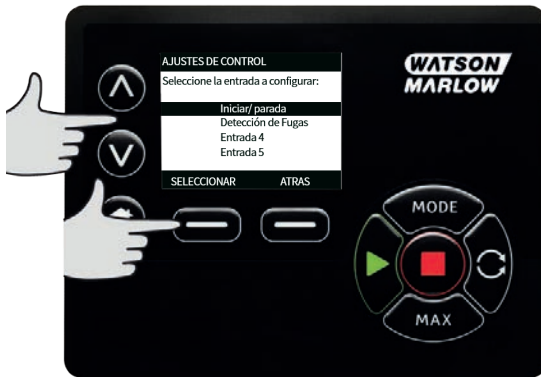 AJUSTES DE CONTROL
WATSON
MARLOW
Seleccione la entrada a configurar:
Iniciar/ parada
Detección de Fugas
Entrada 4
Entrada 5
SELECCIONAR ATRAS
MODE
MAX